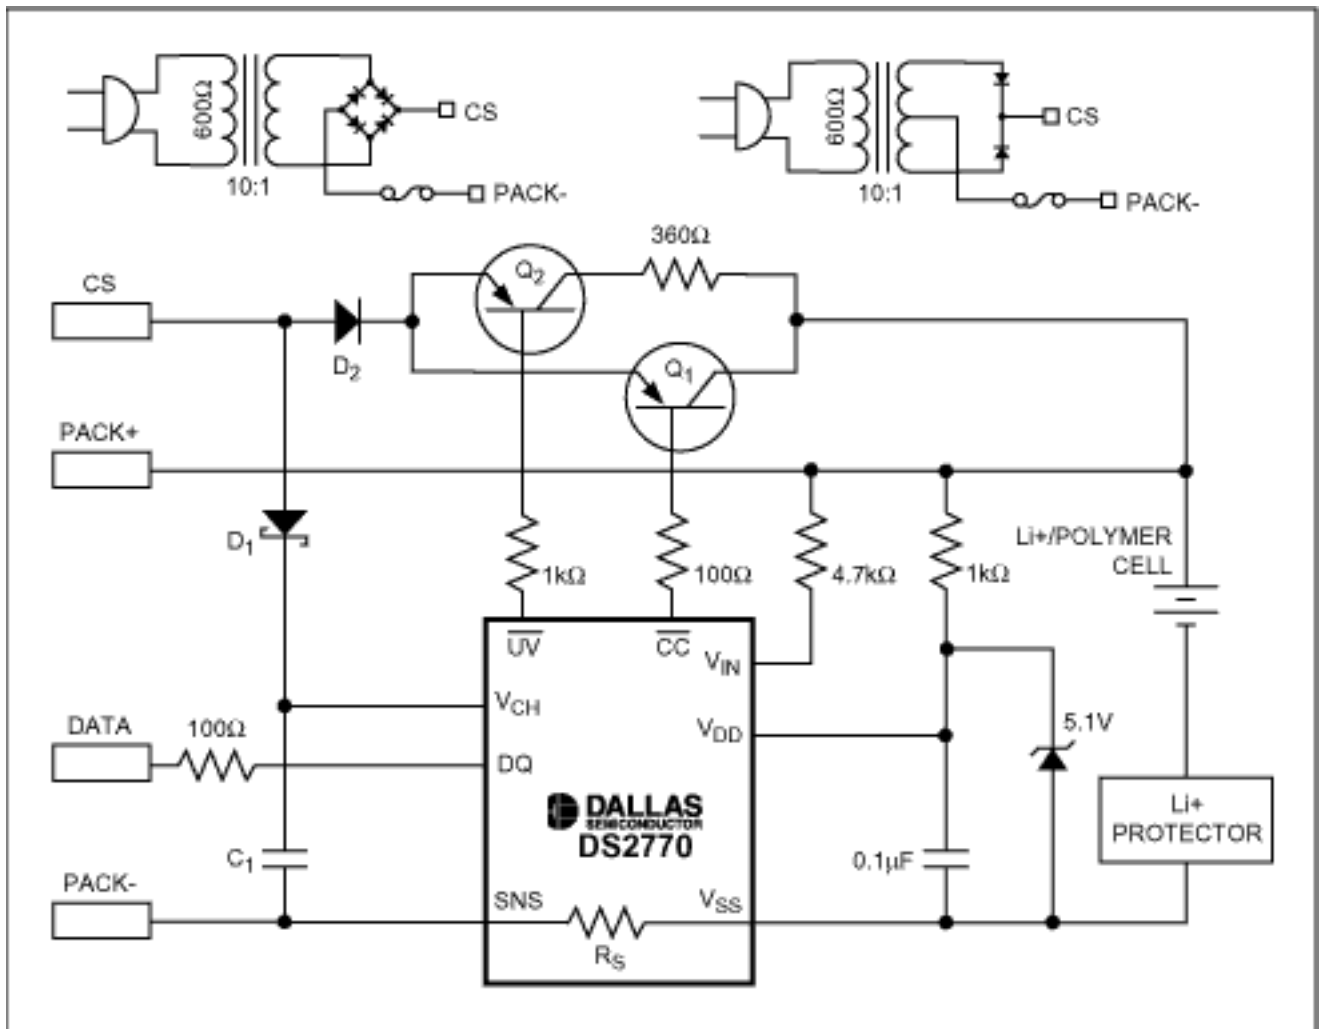 600Ω
10:1
CS
PACK-
600Ω
10:1
CS
PACK-
CS
D2
Q2
360Ω
Q1
PACK+
D1
1kΩ
100Ω
4.7kΩ
1kΩ
Li+/POLYMER
CELL
UV
CC
VIN
VCH
VDD
5.1V
DATA
100Ω
DQ
DALLAS
SEMICONDUCTOR
DS2770
Li+
PROTECTOR
C1
0.1µF
PACK-
SNS
VSS
RS